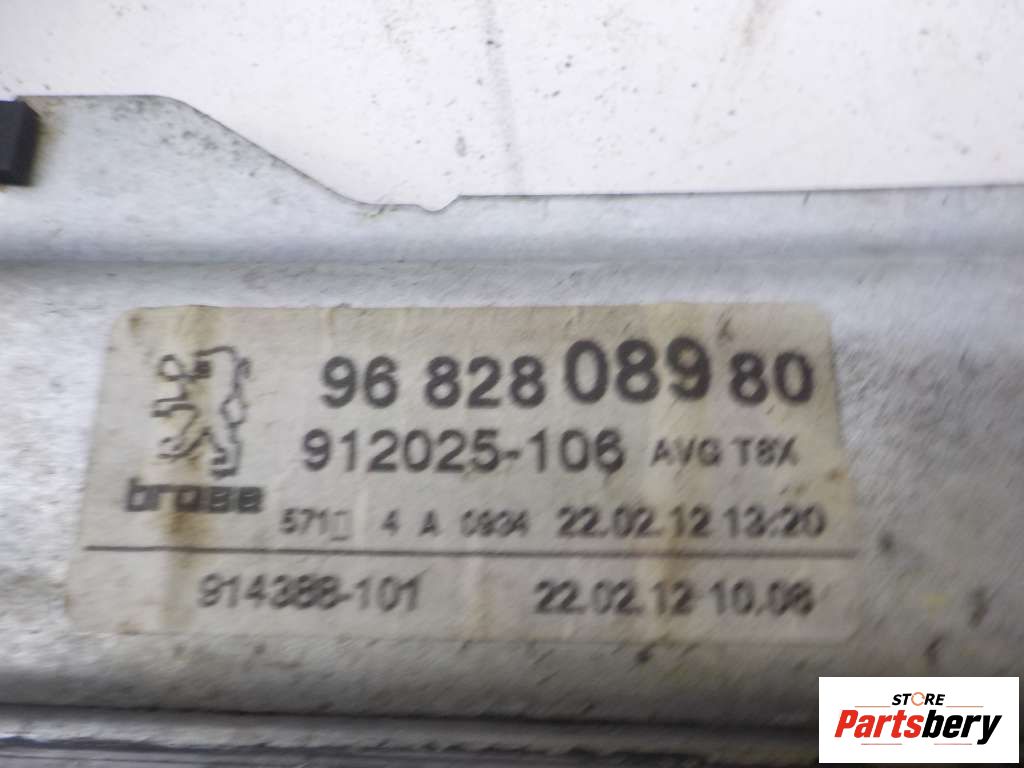 96 828 089 80
912025-106 AVG T8X
brose
571 4 A 0934 22.02.12 13:20
914388-101 22.02.12 10.08
STORE
Partsbery